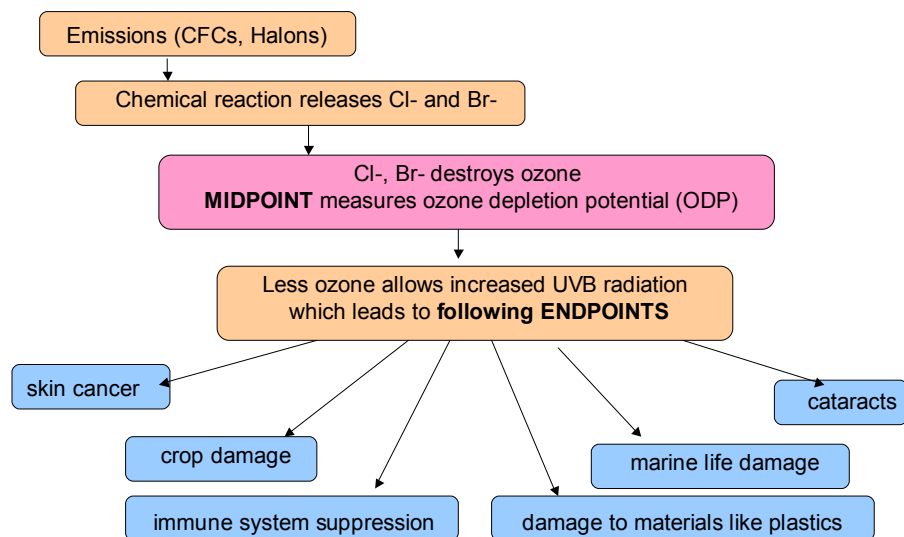 Emissions (CFCs, Halons)
Chemical reaction releases Cl- and Br-
Cl-, Br- destroys ozone
MIDPOINT measures ozone depletion potential (ODP)
Less ozone allows increased UVB radiation
which leads to following ENDPOINTS
skin cancer
cataracts
crop damage
marine life damage
immune system suppression
damage to materials like plastics